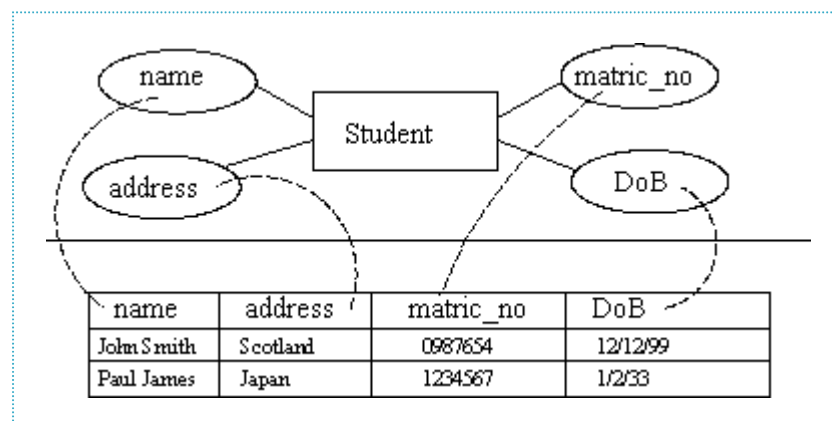 name
matric_no
Student
address
DoB
name address matric_no DoB
John Smith Scotland 0987654 12/12/99
Paul James Japan 1234567 1/2/33